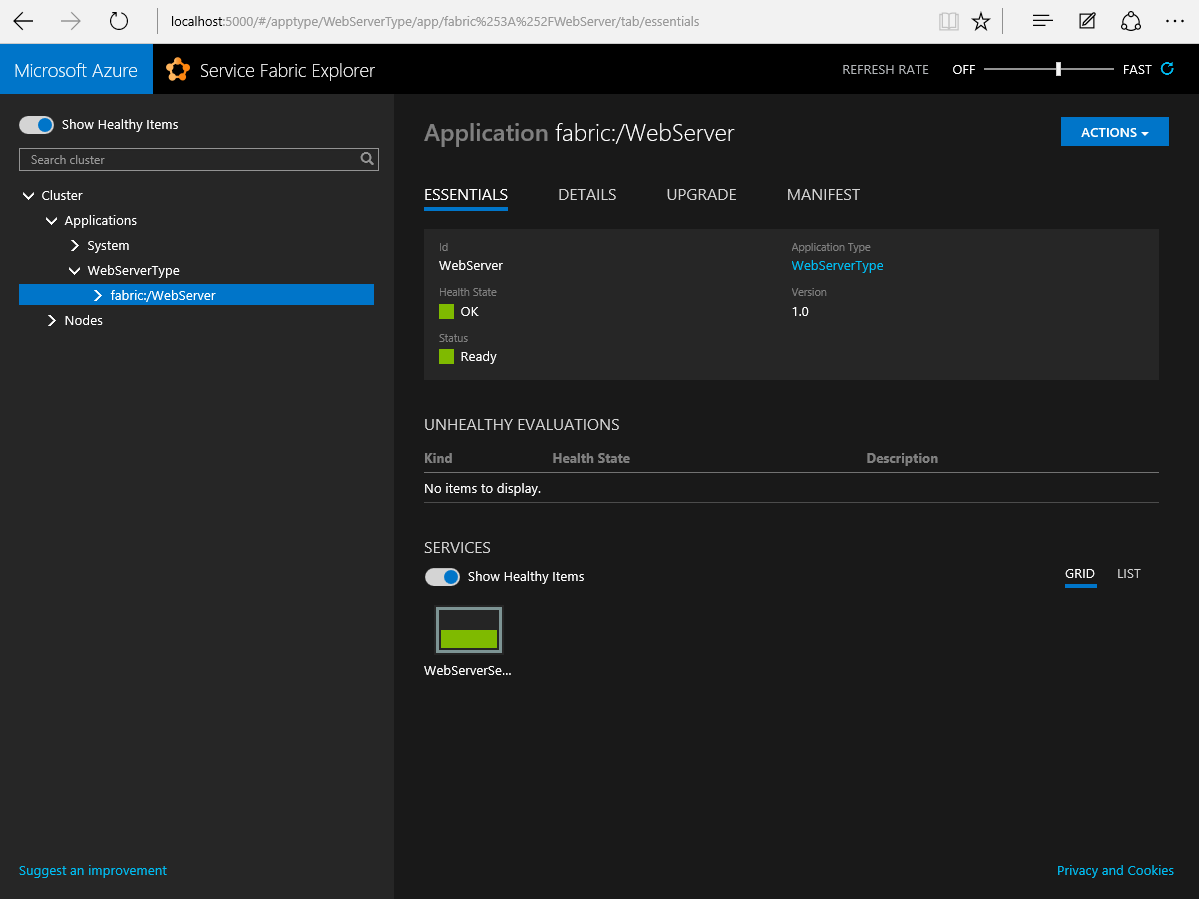 localhost:5000/#/apptype/WebServerType/app/fabric%253A%252FWebServer/tab/essentials
Microsoft Azure Service Fabric Explorer REFRESH RATE OFF FAST
Show Healthy Items
Search cluster
Cluster
Applications
System
WebServerType
fabric:/WebServer
Nodes
Suggest an improvement
Application fabric:/WebServer ACTIONS
ESSENTIALS DETAILS UPGRADE MANIFEST
Id Application Type
WebServer WebServerType
Health State Version
OK 1.0
Status
Ready
UNHEALTHY EVALUATIONS
Kind Health State Description
No items to display.
SERVICES
Show Healthy Items GRID LIST
WebServerSe...
Privacy and Cookies